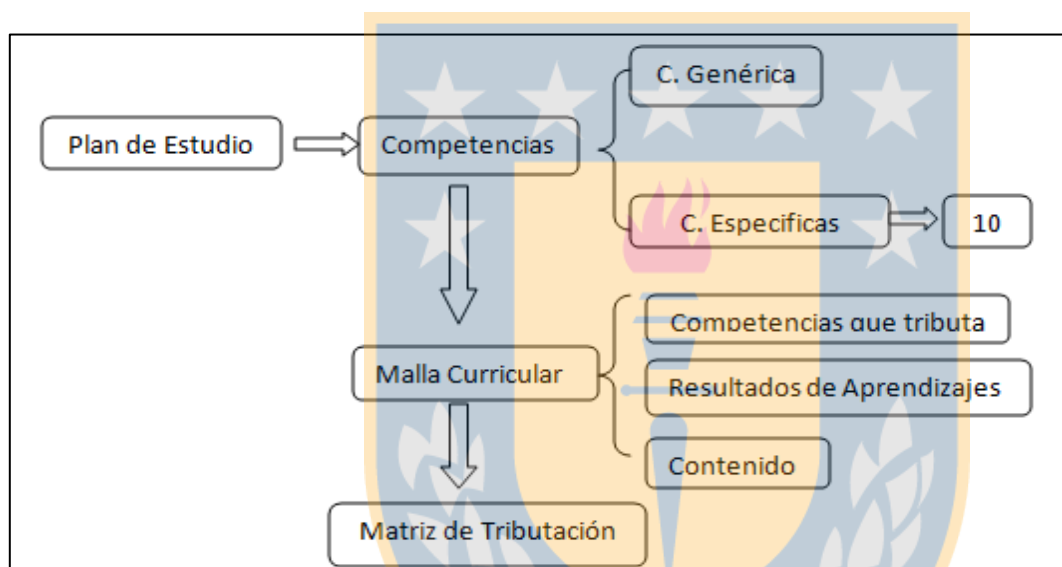 C. Genérica
Plan de Estudio
Competencias
C. Especificas
10
Competencias que tributa
Malla Curricular
Resultados de Aprendizajes
Contenido
Matriz de Tributación